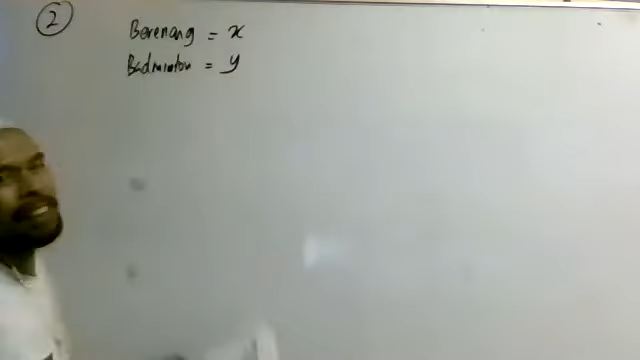 2
Berenang = x
Badminton = y